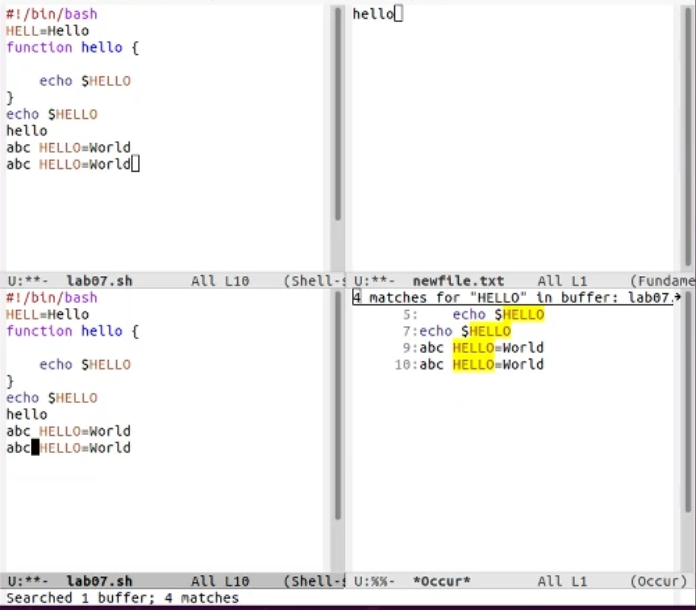 #!/bin/bash
HELL=Hello
function hello {
    echo $HELLO
}
echo $HELLO
hello
abc HELLO=World
abc HELLO=World
U:**-  lab07.sh       All L10    (Shell-s
hello
U:**-  newfile.txt    All L1     (Fundame
#!/bin/bash
HELL=Hello
function hello {
    echo $HELLO
}
echo $HELLO
hello
abc HELLO=World
abc HELLO=World
U:**-  lab07.sh       All L10    (Shell-s
4 matches for "HELLO" in buffer: lab07.
5:    echo $HELLO
7:echo $HELLO
9:abc HELLO=World
10:abc HELLO=World
U:%%-  *Occur*        All L1     (Occur)
Searched 1 buffer; 4 matches